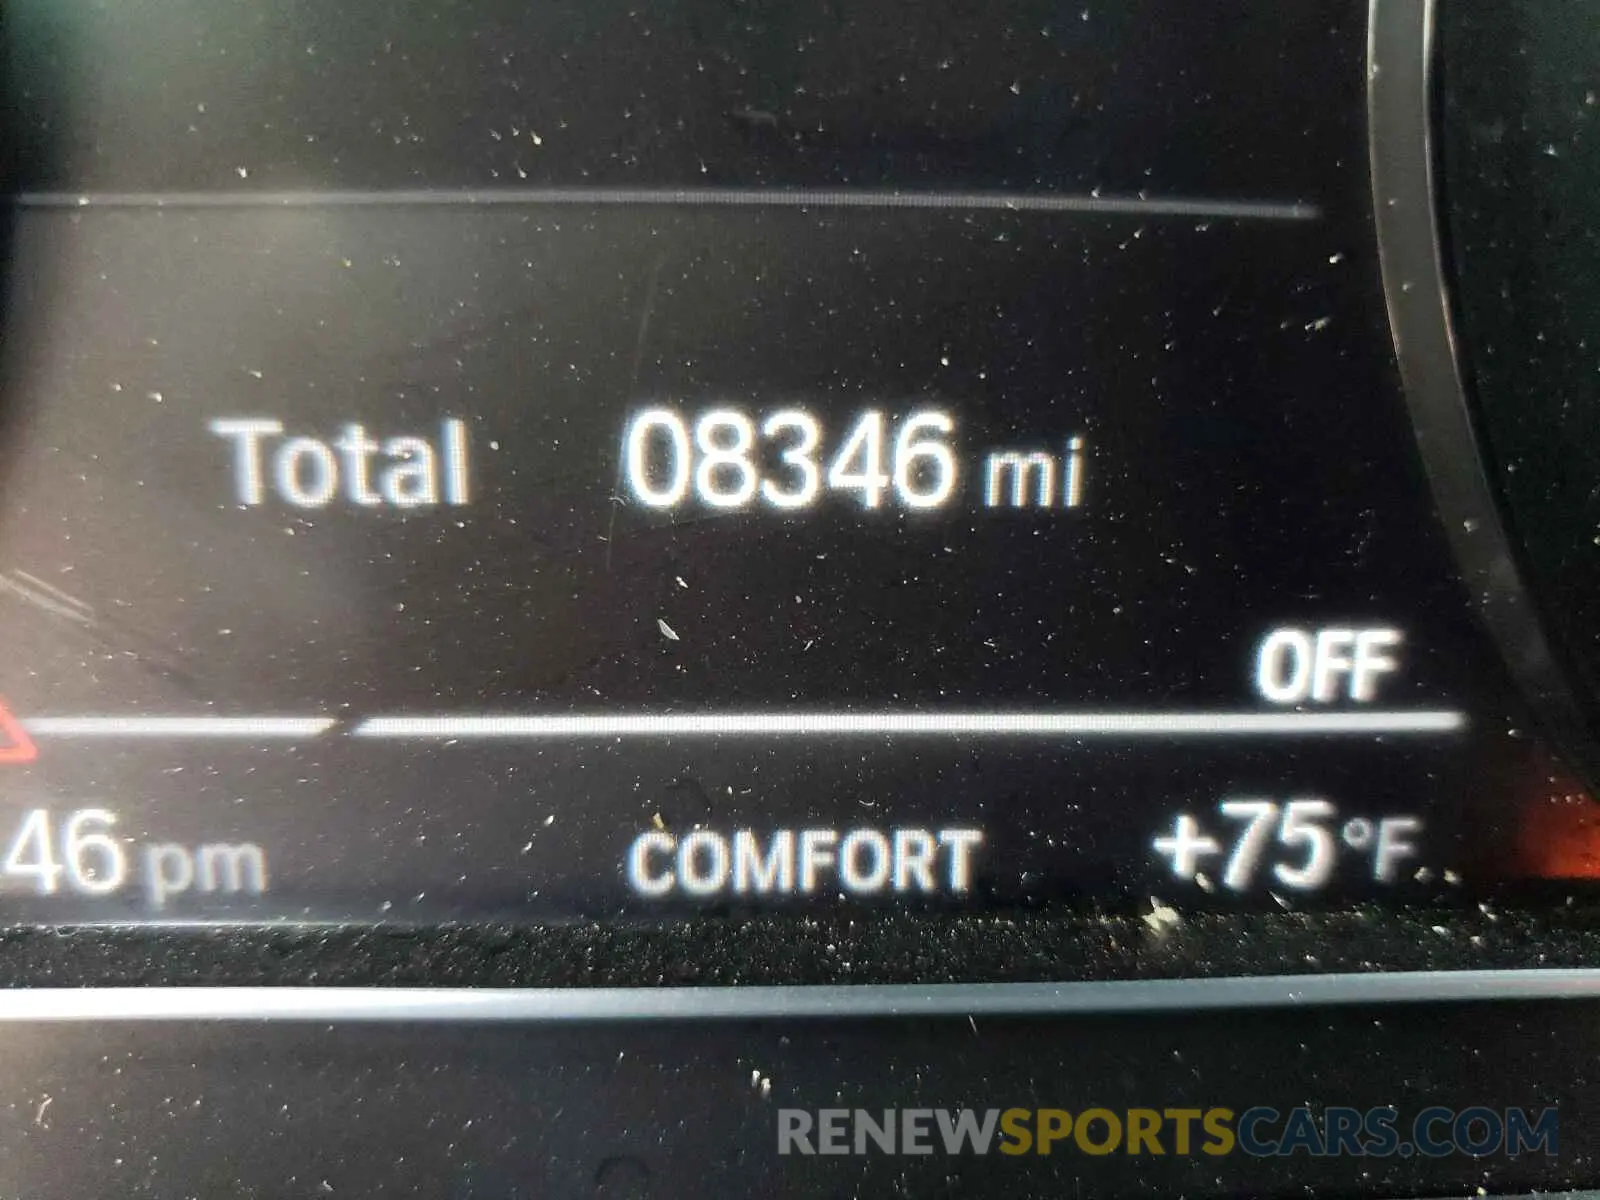 Total 08346 mi
OFF
46 pm COMFORT +75°F
RENEWSPORTSCARS.COM